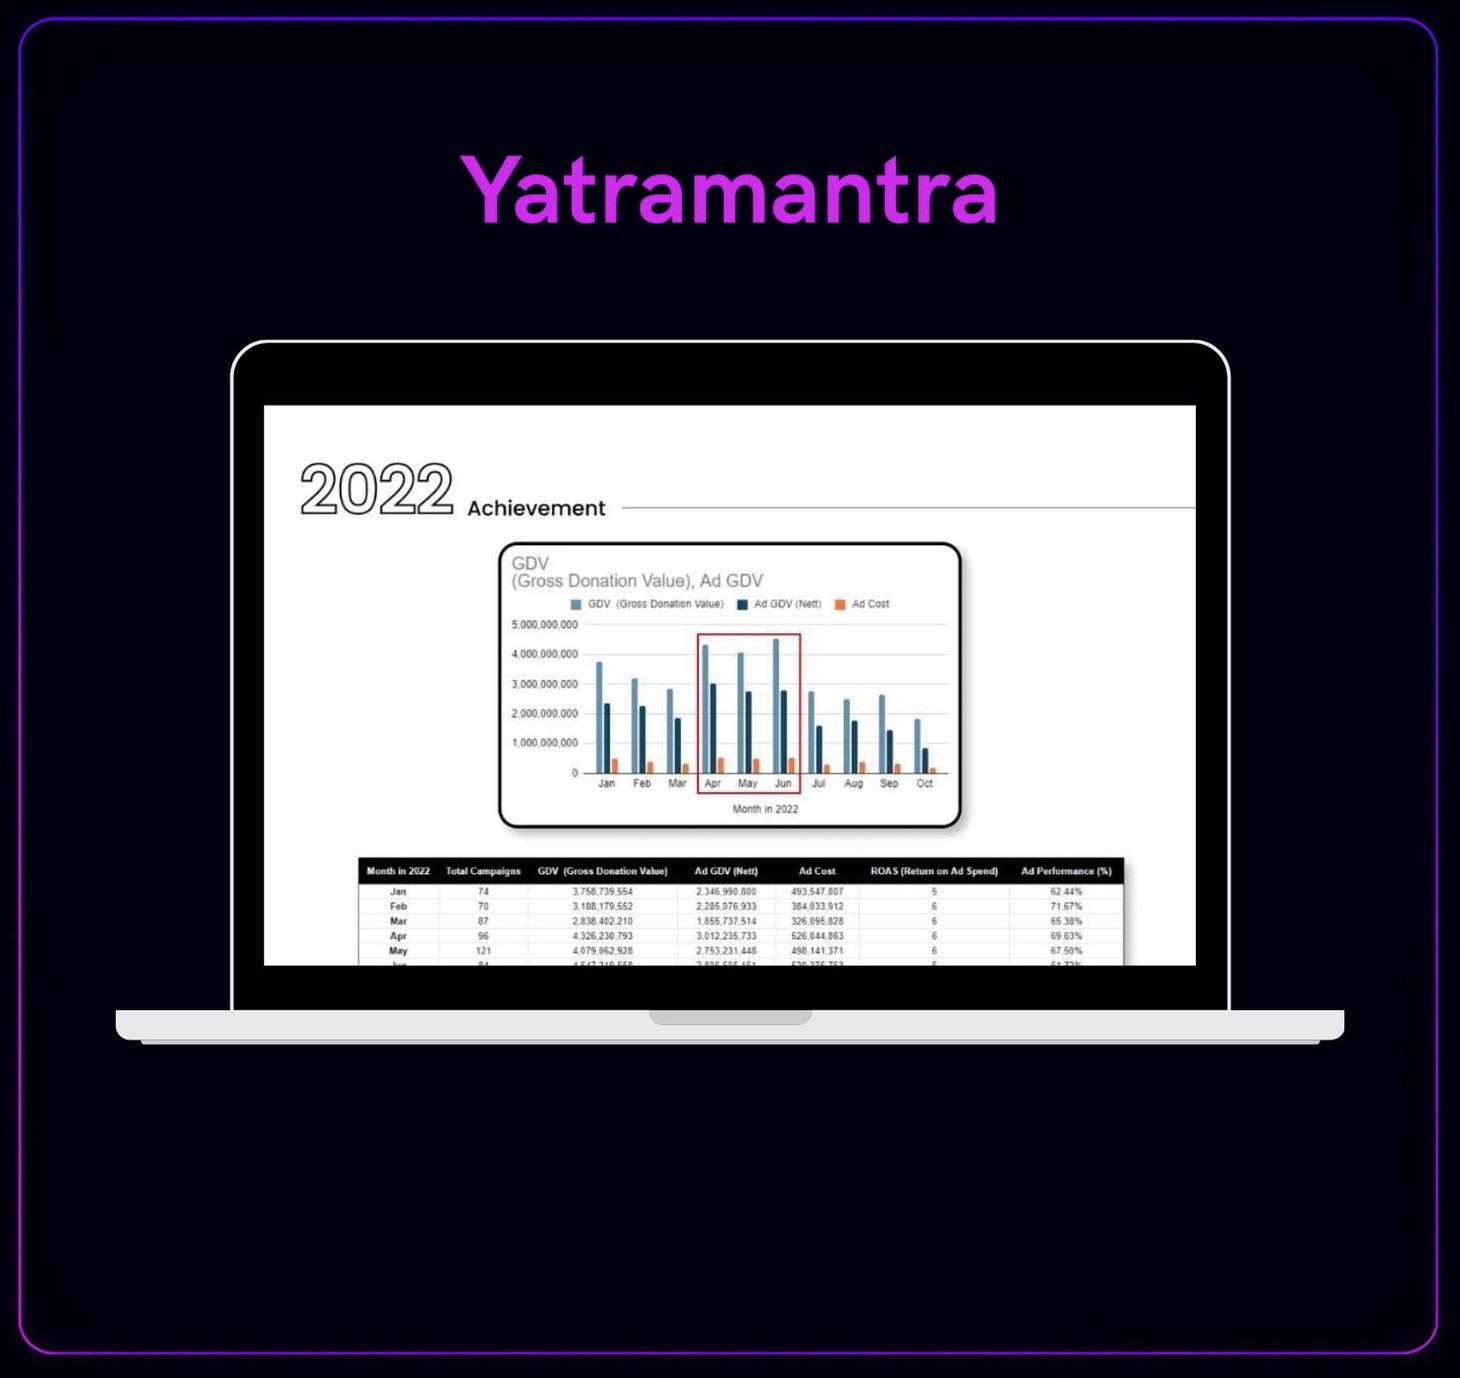 Yatramantra
2022 Achievement
GDV
(Gross Donation Value), Ad GDV
GDV (Gross Donation Value) Ad GDV (Nett) Ad Cost
5,000,000,000
4,000,000,000
3,000,000,000
2,000,000,000
1,000,000,000
0
Jan Feb Mar Apr May Jun Jul Aug Sep Oct
Month in 2022
Month in 2022 Total Campaigns GDV (Gross Donation Value) Ad GDV (Nett) Ad Cost ROAS (Return on Ad Spend) Ad Performance (%)
Jan 74 3,758,739,554 2,346,990,800 493,547,807 5 62.44%
Feb 70 3,188,179,552 2,285,076,933 384,033,912 6 71.67%
Mar 87 2,838,402,210 1,855,737,514 326,095,828 6 65.38%
Apr 96 4,326,230,793 3,012,235,733 526,044,863 6 69.63%
May 121 4,079,062,928 2,753,231,448 498,141,371 6 67.50%